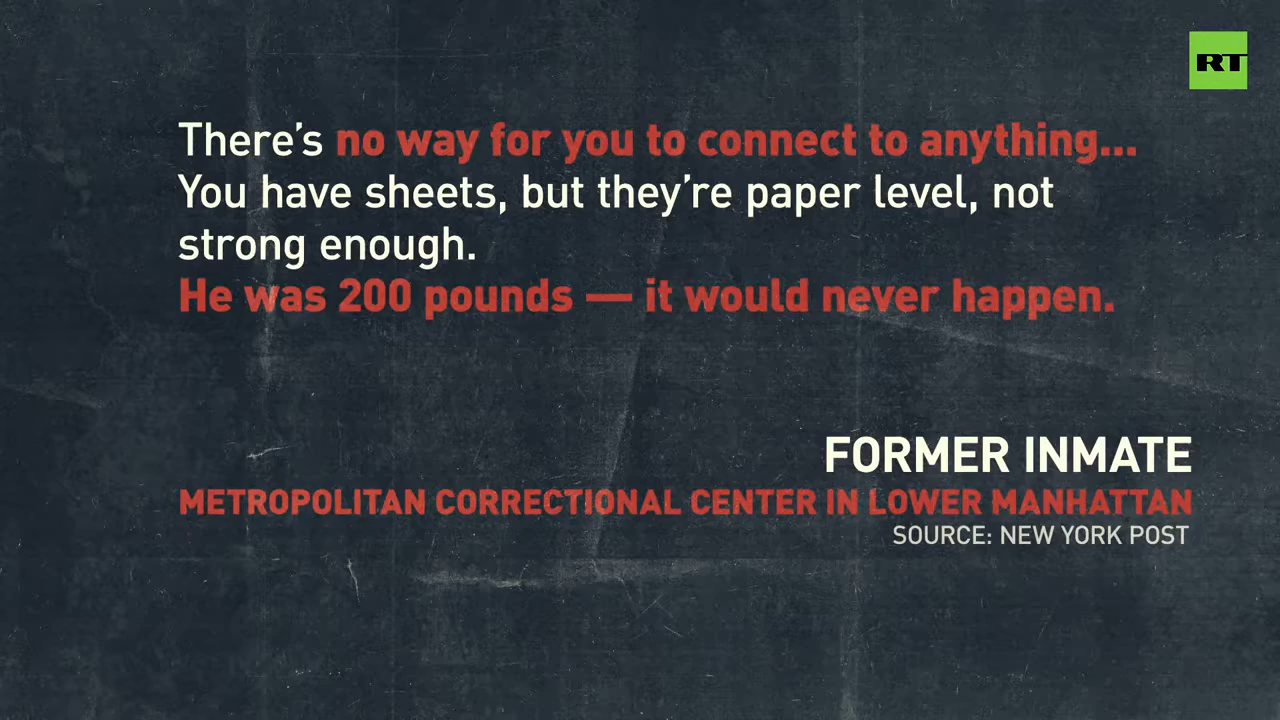 RT
There's no way for you to connect to anything...
You have sheets, but they're paper level, not
strong enough.
He was 200 pounds — it would never happen.
FORMER INMATE
METROPOLITAN CORRECTIONAL CENTER IN LOWER MANHATTAN
SOURCE: NEW YORK POST